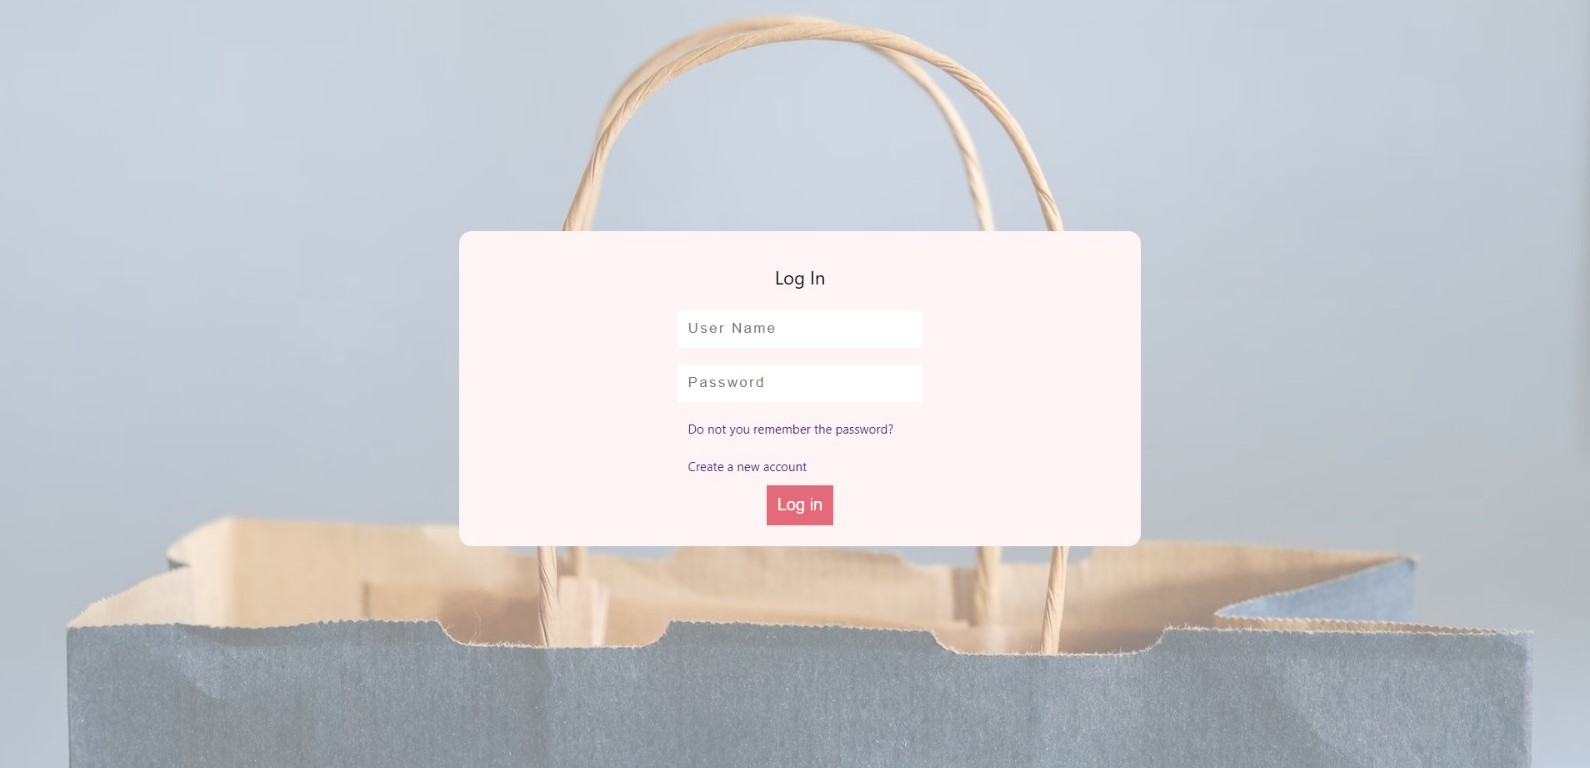 Log In
User Name
Password
Do not you remember the password?
Create a new account
Log in